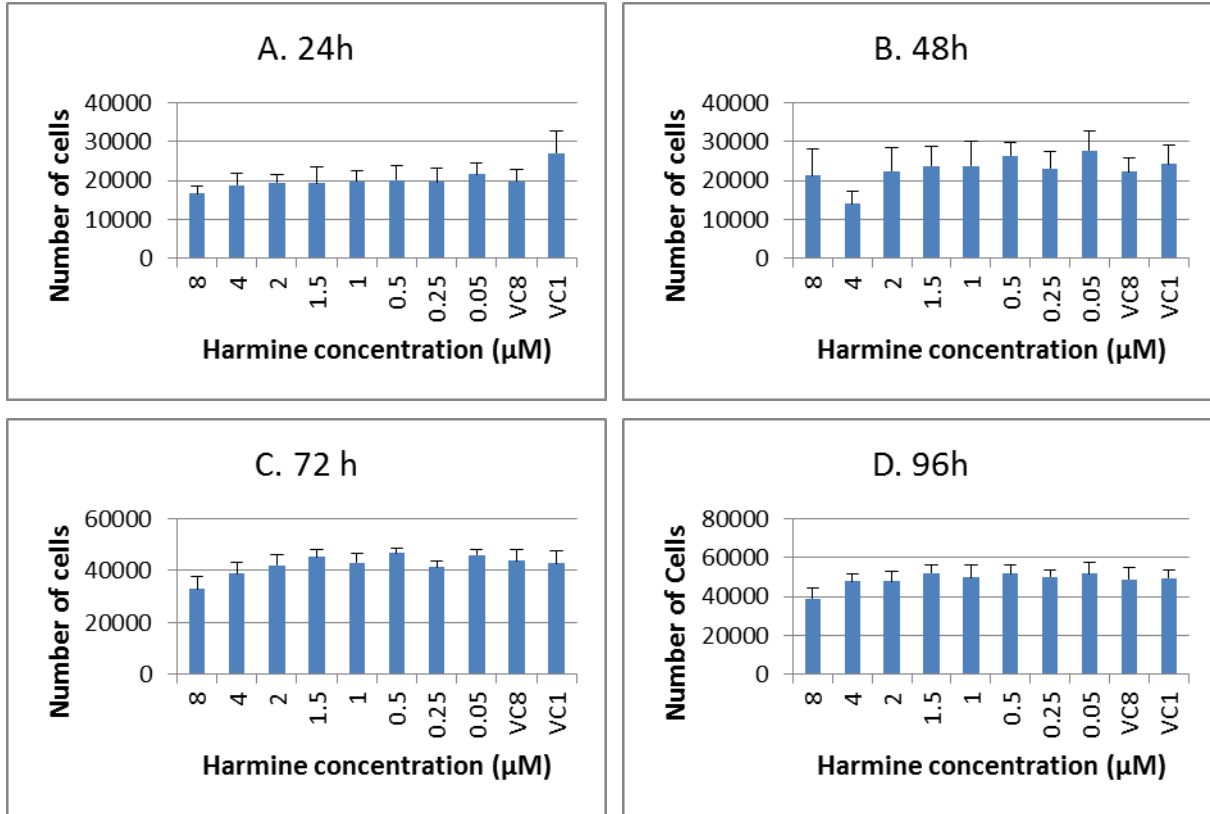 A. 24h
Number of cells
40000
30000
20000
10000
0
8 4 2 1.5 1 0.5 0.25 0.05 VC8 VC1
Harmine concentration (µM)
B. 48h
Number of cells
40000
30000
20000
10000
0
8 4 2 1.5 1 0.5 0.25 0.05 VC8 VC1
Harmine concentration (µM)
C. 72 h
Number of cells
60000
40000
20000
0
8 4 2 1.5 1 0.5 0.25 0.05 VC8 VC1
Harmine concentration (µM)
D. 96h
Number of Cells
80000
60000
40000
20000
0
8 4 2 1.5 1 0.5 0.25 0.05 VC8 VC1
Harmine concentration (µM)